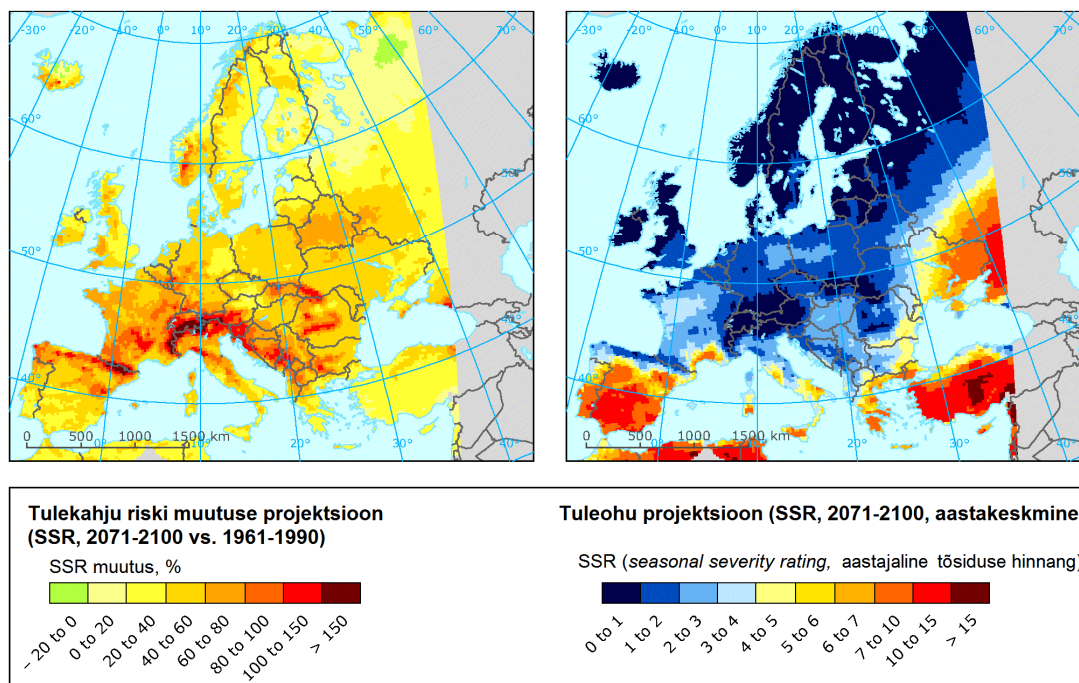 -30° -20° -10° 0° 10° 20° 30° 40° 50° 60° 70°
60°
50°
50°
40°
40°
0 500 1000 1500 km
0° 10° 20° 30°
-30° -20° -10° 0° 10° 20° 30° 40° 50° 60° 70°
60°
50°
50°
40°
40°
0 500 1000 1500 km
0° 10° 20° 30°
Tulekahju riski muutuse projektsioon
(SSR, 2071-2100 vs. 1961-1990)
SSR muutus, %
– 20 to 0
0 to 20
20 to 40
40 to 60
60 to 80
80 to 100
100 to 150
> 150
Tuleohu projektsioon (SSR, 2071-2100, aastakeskmine
SSR (seasonal severity rating, aastajaline tõsiduse hinnang)
0 to 1
1 to 2
2 to 3
3 to 4
4 to 5
5 to 6
6 to 7
7 to 10
10 to 15
> 15